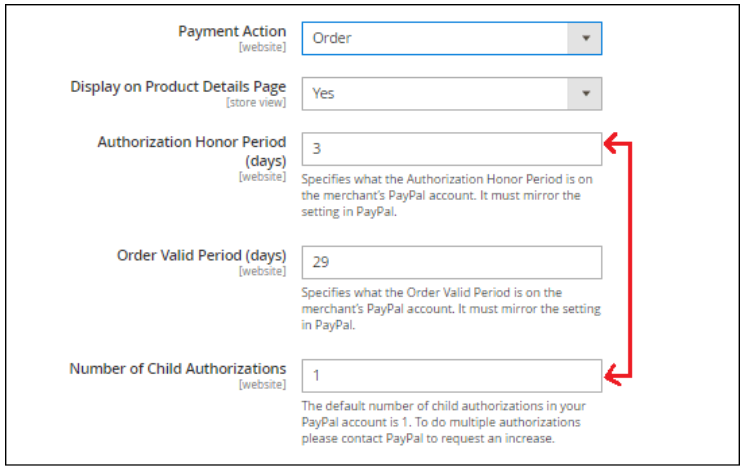 Payment Action
[website]
Order
Display on Product Details Page
[store view]
Yes
Authorization Honor Period
(days)
[website]
3
Specifies what the Authorization Honor Period is on
the merchant's PayPal account. It must mirror the
setting in PayPal.
Order Valid Period (days)
[website]
29
Specifies what the Order Valid Period is on the
merchant's PayPal account. It must mirror the setting
in PayPal.
Number of Child Authorizations
[website]
1
The default number of child authorizations in your
PayPal account is 1. To do multiple authorizations
please contact PayPal to request an increase.